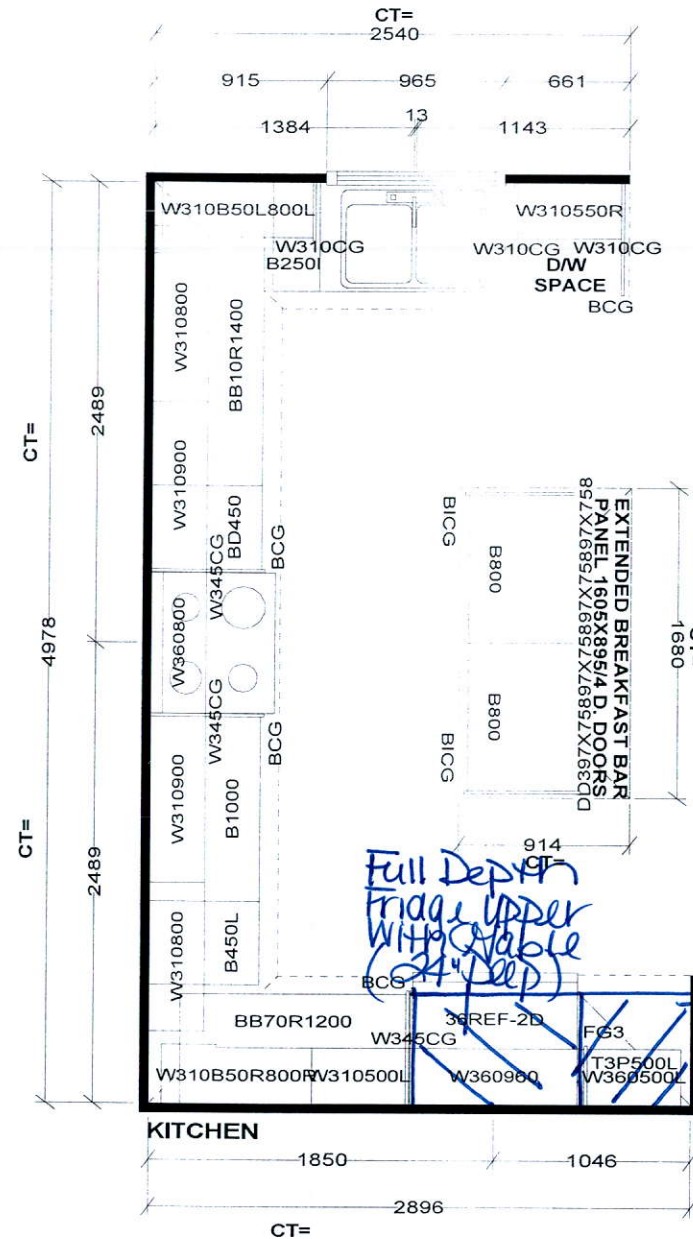 CT=
2540
915
965
661
1384
13
1143
W310B50L800L
W310550R
W310CG
W310CG
W310CG
B250I
D/W
SPACE
BCG
W310800
BB10R1400
2489
CT=
W310900
BD450
W345CG
BCG
BICG
B800
EXTENDED BREAKFAST BAR
PANEL 1605X895/4 D. DOORS
1680
4978
W360800
W345CG
BCG
BICG
B800
W310900
B1000
914
CT=
CT=
2489
Full Depth
Fridge upper
With Gable
(24" Deep)
W310800
B450L
BCG
BB70R1200
36REF-2D
W345CG
FG3
T3P500L
W310B50R800R
W310500L
W360960
W360500L
KITCHEN
1850
1046
2896
CT=